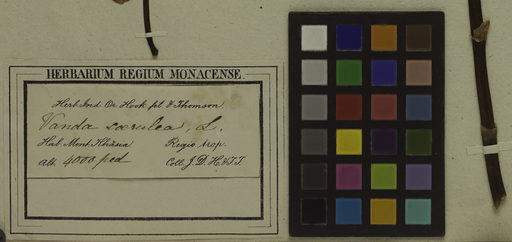 HERBARIUM REGIUM MONACENSE.
Herb. Ind. Or. Hook. fil. & Thomson.
Vanda coerulea, L.
Hab. Mont. Khasia Regio trop.
alt. 4000 ped Coll. J. D. H. & T. T.